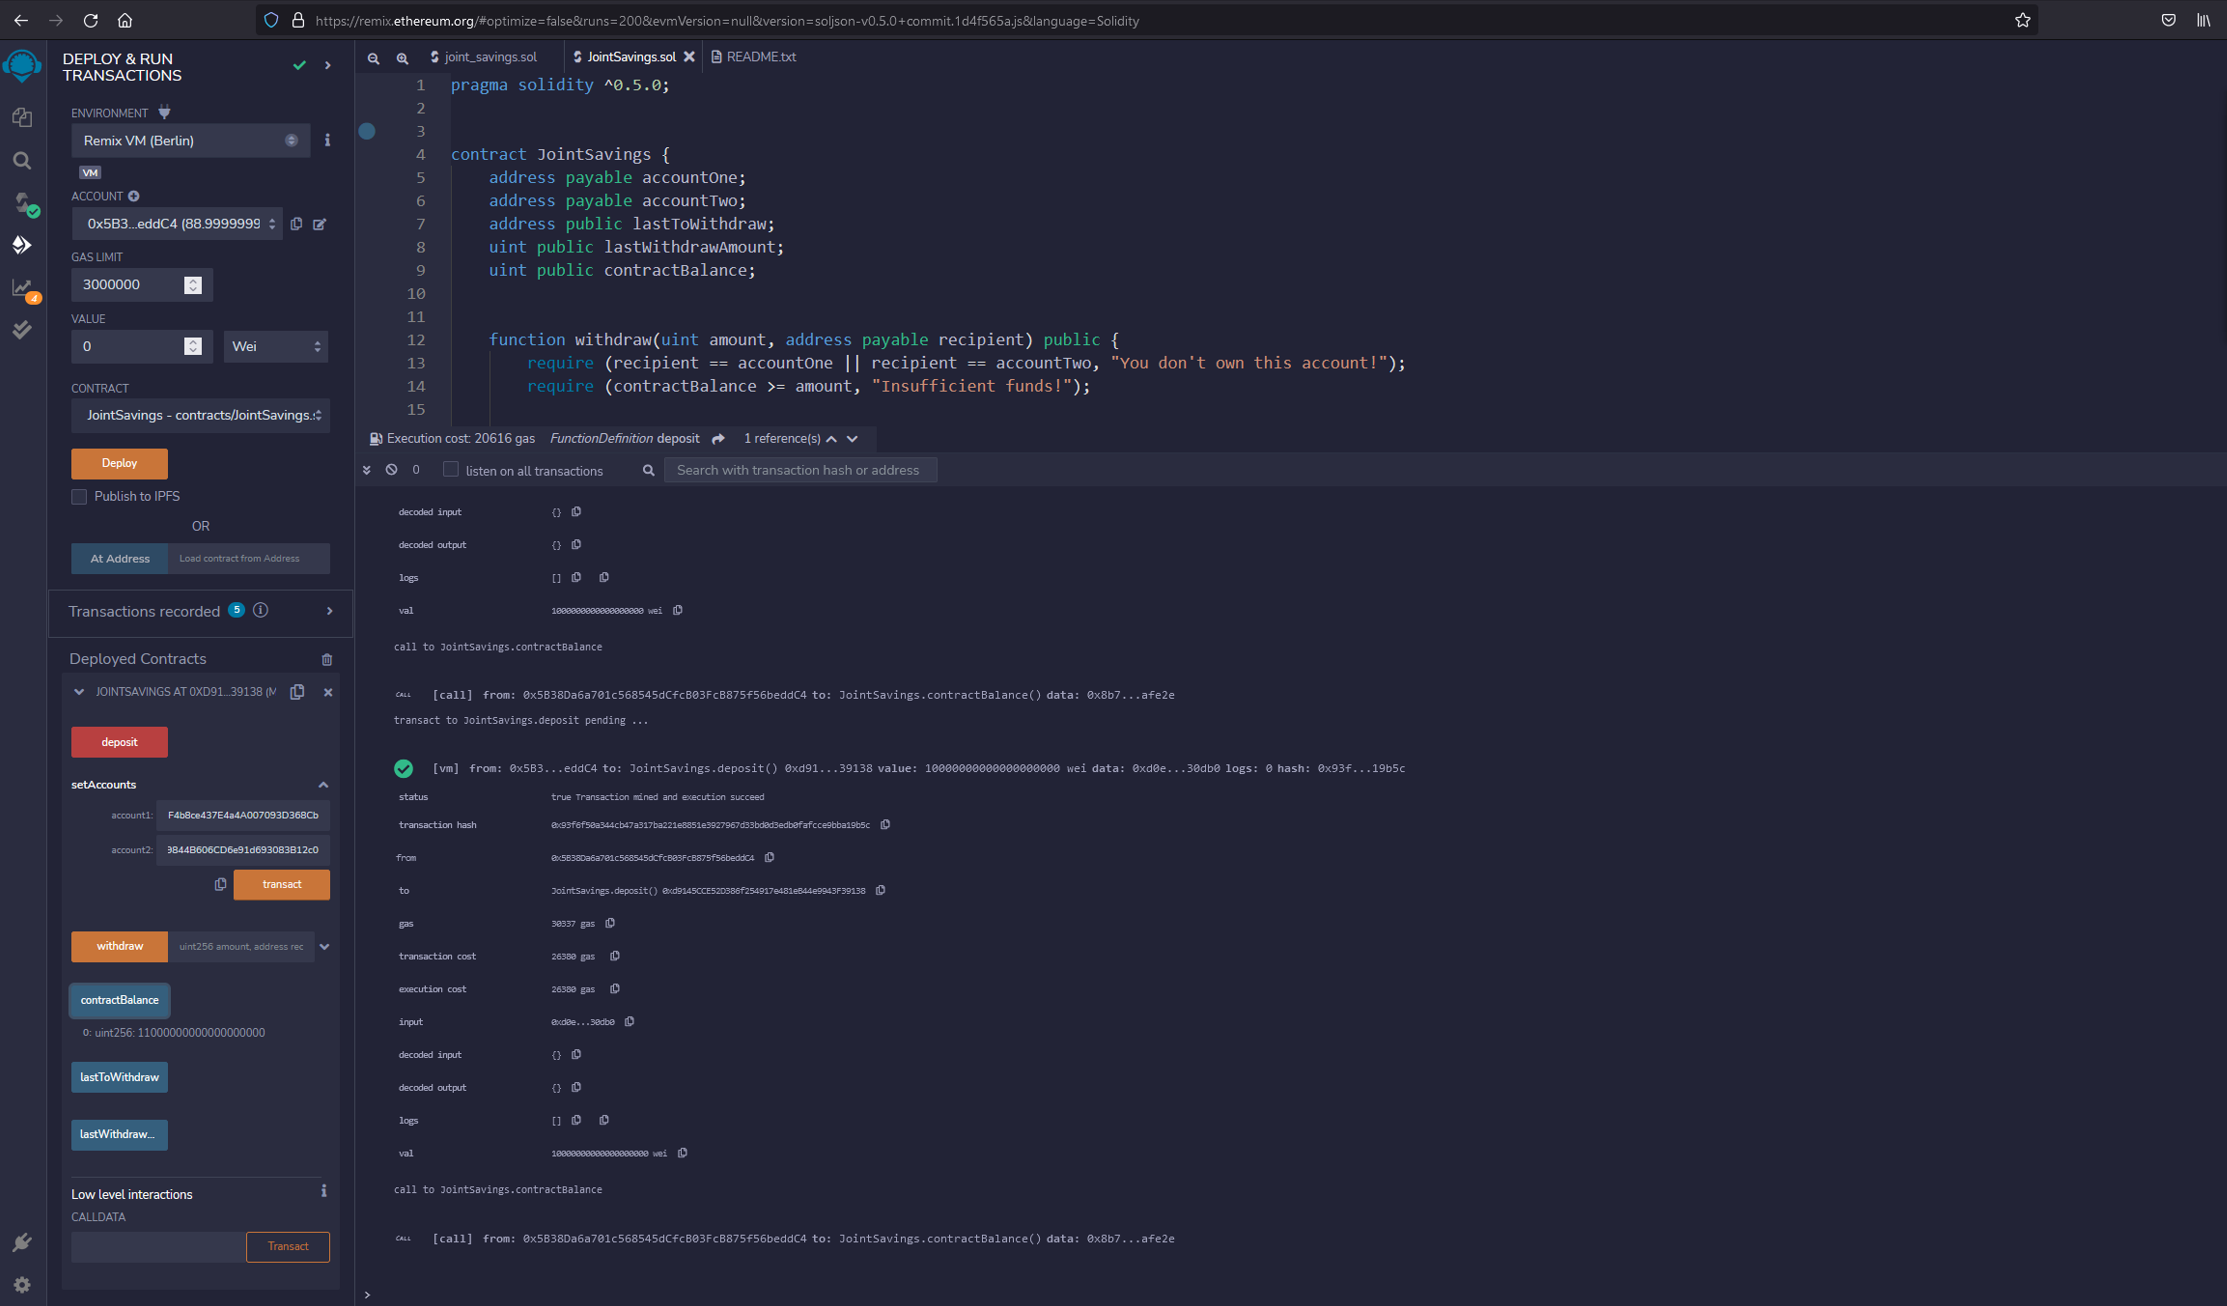 https://remix.ethereum.org/#optimize=false&runs=200&evmVersion=null&version=soljson-v0.5.0+commit.1d4f565a.js&language=Solidity
DEPLOY & RUN
TRANSACTIONS
ENVIRONMENT
Remix VM (Berlin)
VM
ACCOUNT
0x5B3...eddC4 (88.9999999
GAS LIMIT
3000000
VALUE
0
Wei
CONTRACT
JointSavings - contracts/JointSavings.s
Deploy
Publish to IPFS
OR
At Address
Load contract from Address
Transactions recorded 5
Deployed Contracts
JOINTSAVINGS AT 0XD91...39138 (M
deposit
setAccounts
account1: F4b8ce437E4a4A007093D368Cb
account2: 9844B606CD6e91d693083B12c0
transact
withdraw
uint256 amount, address rec
contractBalance
0: uint256: 11000000000000000000
lastToWithdraw
lastWithdraw...
Low level interactions
CALLDATA
Transact
4
joint_savings.sol
JointSavings.sol
README.txt
1 pragma solidity ^0.5.0;
2
3
4 contract JointSavings {
5 address payable accountOne;
6 address payable accountTwo;
7 address public lastToWithdraw;
8 uint public lastWithdrawAmount;
9 uint public contractBalance;
10
11
12 function withdraw(uint amount, address payable recipient) public {
13 require (recipient == accountOne || recipient == accountTwo, "You don't own this account!");
14 require (contractBalance >= amount, "Insufficient funds!");
15
Execution cost: 20616 gas FunctionDefinition deposit 1 reference(s)
0 listen on all transactions Search with transaction hash or address
decoded input {}
decoded output {}
logs []
val 1000000000000000000 wei
call to JointSavings.contractBalance
CALL [call] from: 0x5B38Da6a701c568545dCfcB03FcB875f56beddC4 to: JointSavings.contractBalance() data: 0x8b7...afe2e
transact to JointSavings.deposit pending ...
[vm] from: 0x5B3...eddC4 to: JointSavings.deposit() 0xd91...39138 value: 10000000000000000000 wei data: 0xd0e...30db0 logs: 0 hash: 0x93f...19b5c
status true Transaction mined and execution succeed
transaction hash 0x93f6f50a344cb47a317ba221e8851e3927967d33bd0d3edb0fafcce9bba19b5c
from 0x5B38Da6a701c568545dCfcB03FcB875f56beddC4
to JointSavings.deposit() 0xd9145CCE52D386f254917e481eB44e9943F39138
gas 30337 gas
transaction cost 26380 gas
execution cost 26380 gas
input 0xd0e...30db0
decoded input {}
decoded output {}
logs []
val 10000000000000000000 wei
call to JointSavings.contractBalance
CALL [call] from: 0x5B38Da6a701c568545dCfcB03FcB875f56beddC4 to: JointSavings.contractBalance() data: 0x8b7...afe2e
>